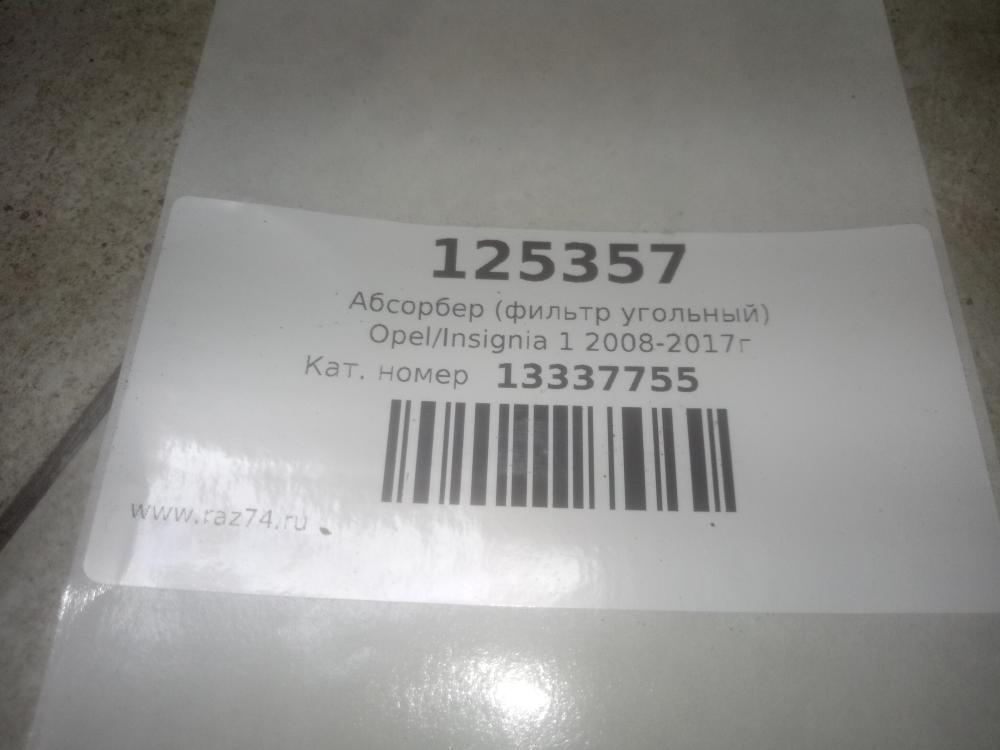 125357
Абсорбер (фильтр угольный)
Opel/Insignia 1 2008-2017г
Кат. номер 13337755
www.raz74.ru